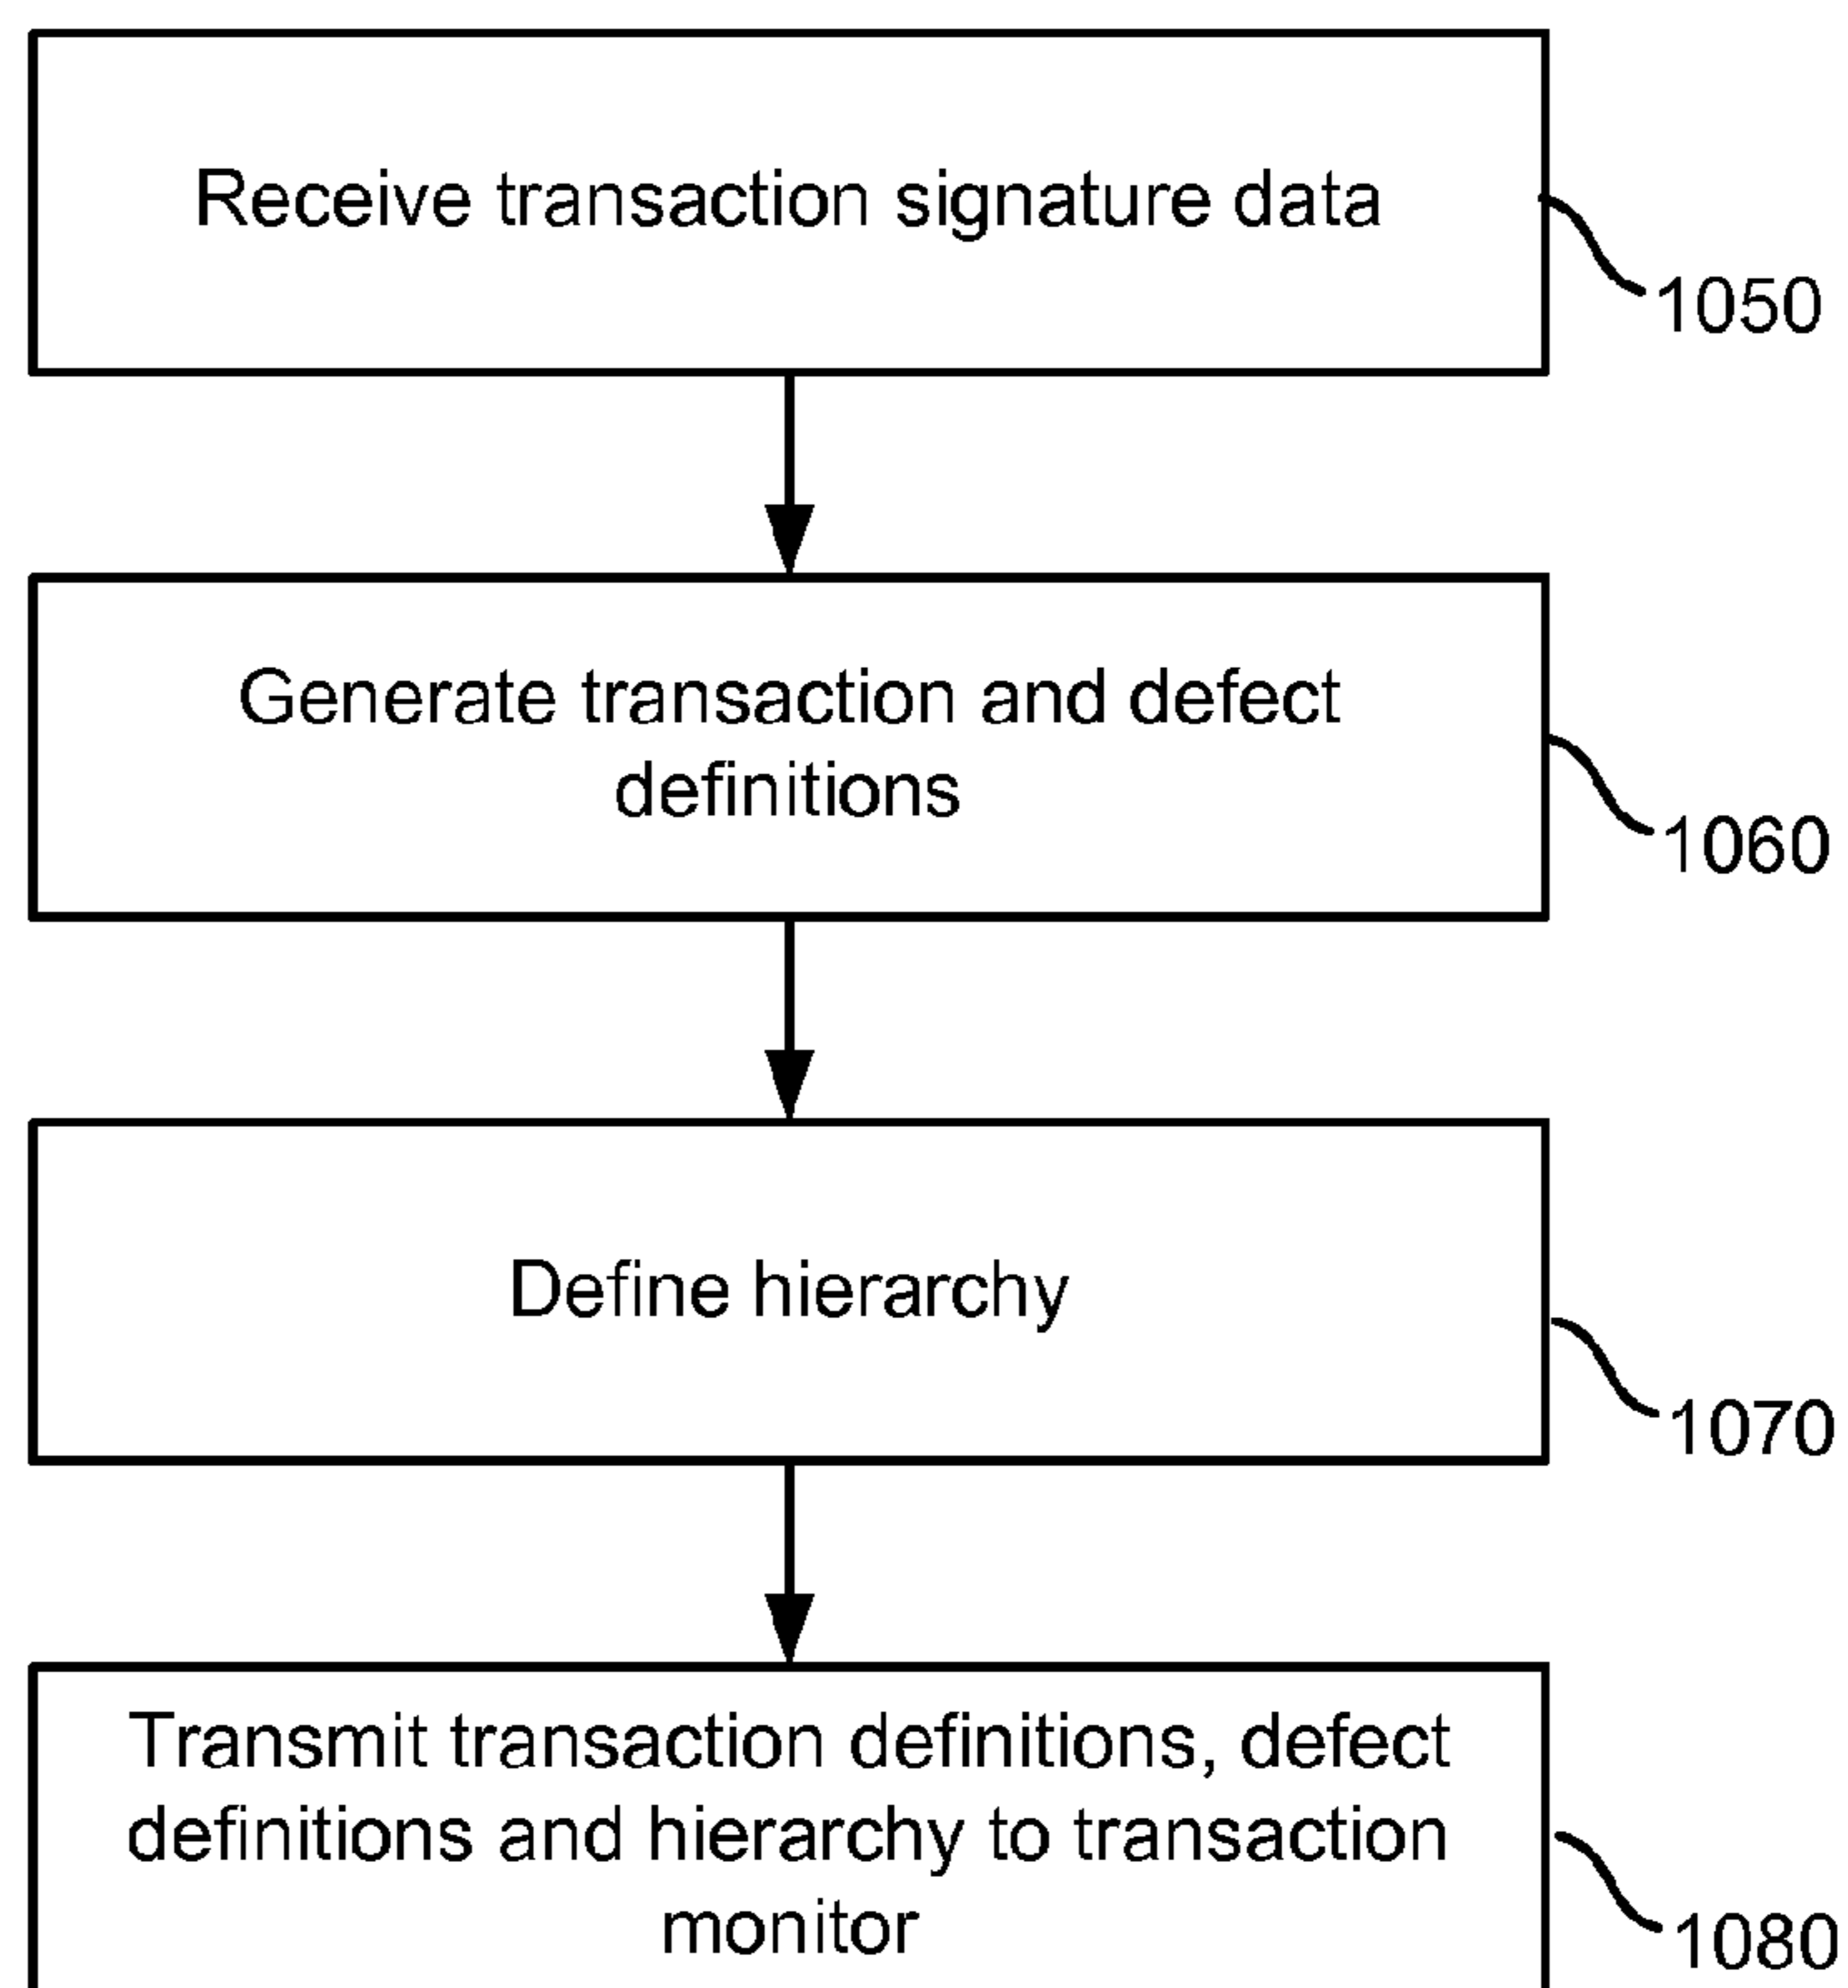 Receive transaction signature data
1050
Generate transaction and defect
definitions
1060
Define hierarchy
1070
Transmit transaction definitions, defect
definitions and hierarchy to transaction
monitor
1080